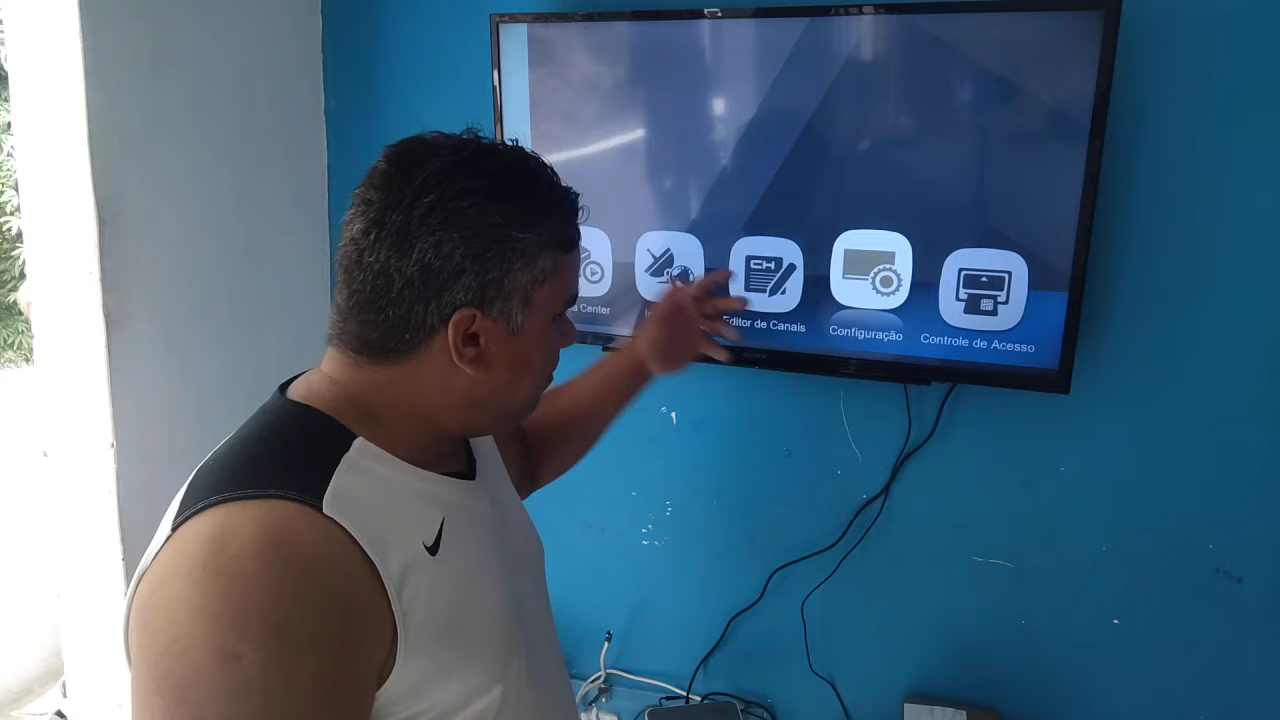 CH
a Center
Editor de Canais
Configuração
Controle de Acesso